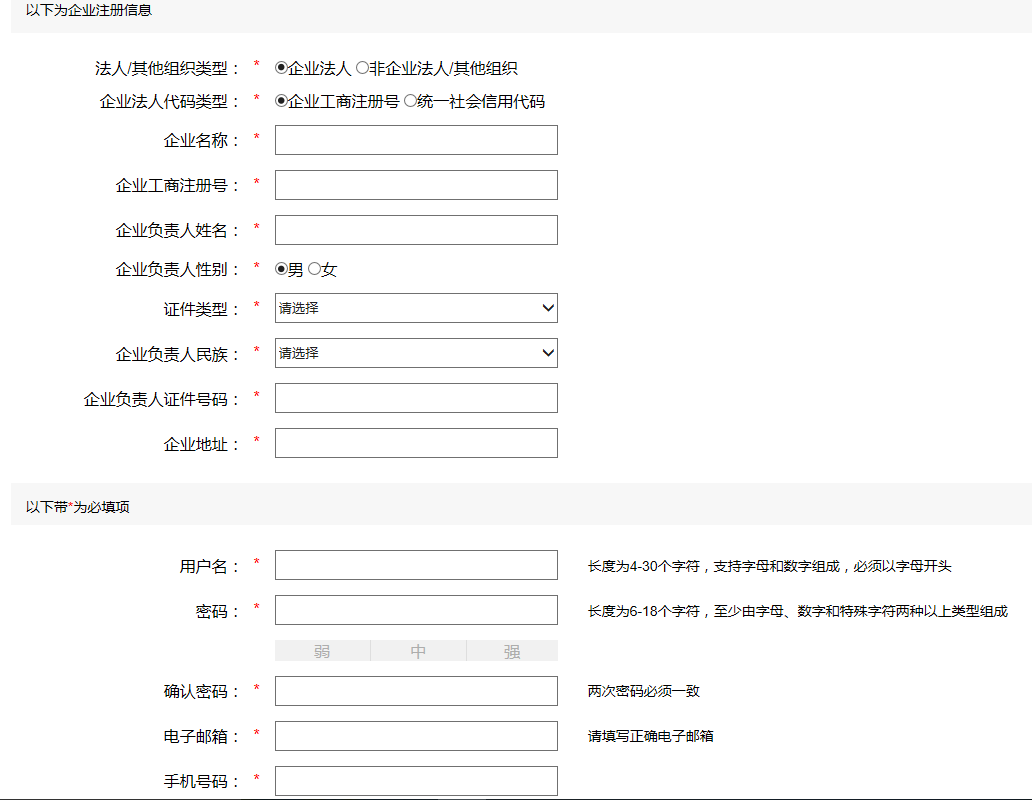 以下为企业注册信息
法人/其他组织类型： * 企业法人 非企业法人/其他组织
企业法人代码类型： * 企业工商注册号 统一社会信用代码
企业名称： *
企业工商注册号： *
企业负责人姓名： *
企业负责人性别： * 男 女
证件类型： * 请选择
企业负责人民族： * 请选择
企业负责人证件号码： *
企业地址： *
以下带*为必填项
用户名： * 长度为4-30个字符，支持字母和数字组成，必须以字母开头
密码： * 长度为6-18个字符，至少由字母、数字和特殊字符两种以上类型组成
弱 中 强
确认密码： * 两次密码必须一致
电子邮箱： * 请填写正确电子邮箱
手机号码： *